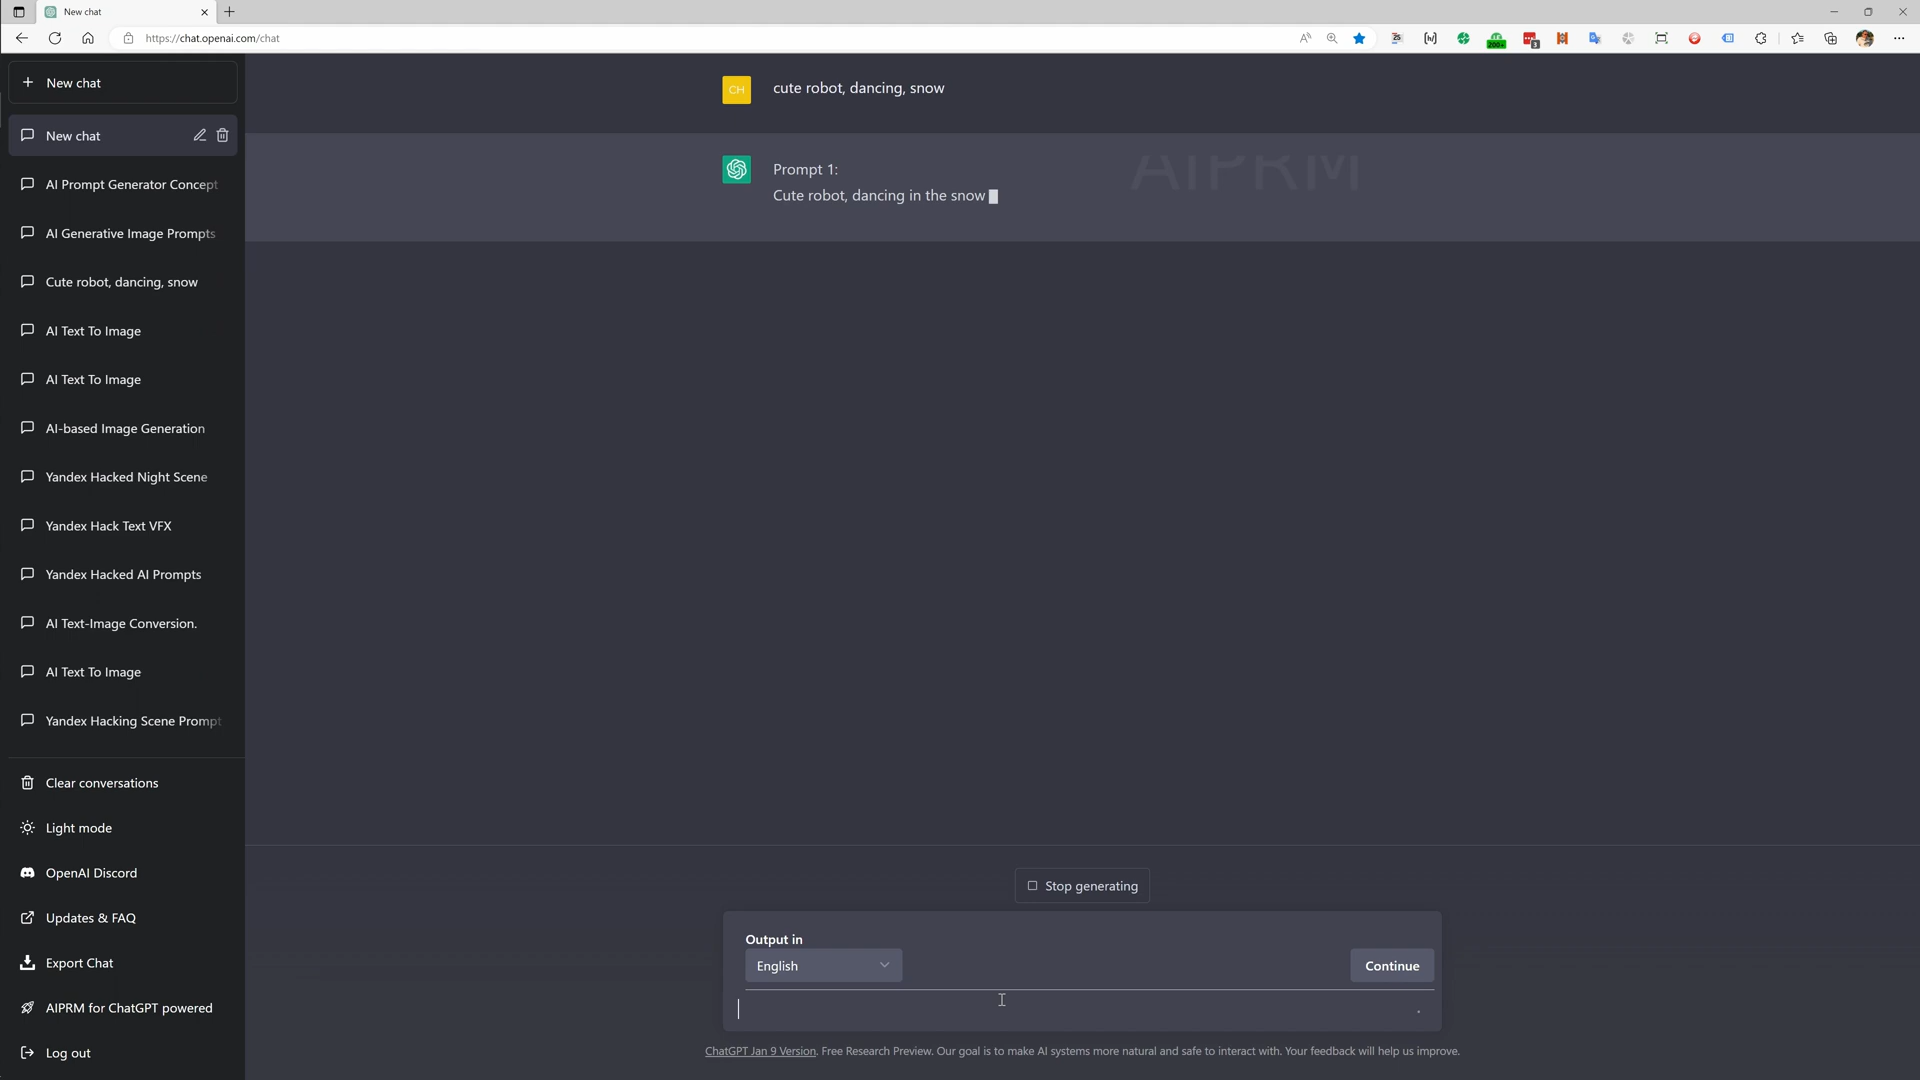 New chat
https://chat.openai.com/chat
200+
3
New chat
New chat
AI Prompt Generator Concept
AI Generative Image Prompts
Cute robot, dancing, snow
AI Text To Image
AI Text To Image
AI-based Image Generation
Yandex Hacked Night Scene
Yandex Hack Text VFX
Yandex Hacked AI Prompts
AI Text-Image Conversion.
AI Text To Image
Yandex Hacking Scene Prompt
Clear conversations
Light mode
OpenAI Discord
Updates & FAQ
Export Chat
AIPRM for ChatGPT powered
Log out
CH
cute robot, dancing, snow
AIPRM
Prompt 1:
Cute robot, dancing in the snow
Stop generating
Output in
English
Continue
ChatGPT Jan 9 Version. Free Research Preview. Our goal is to make AI systems more natural and safe to interact with. Your feedback will help us improve.